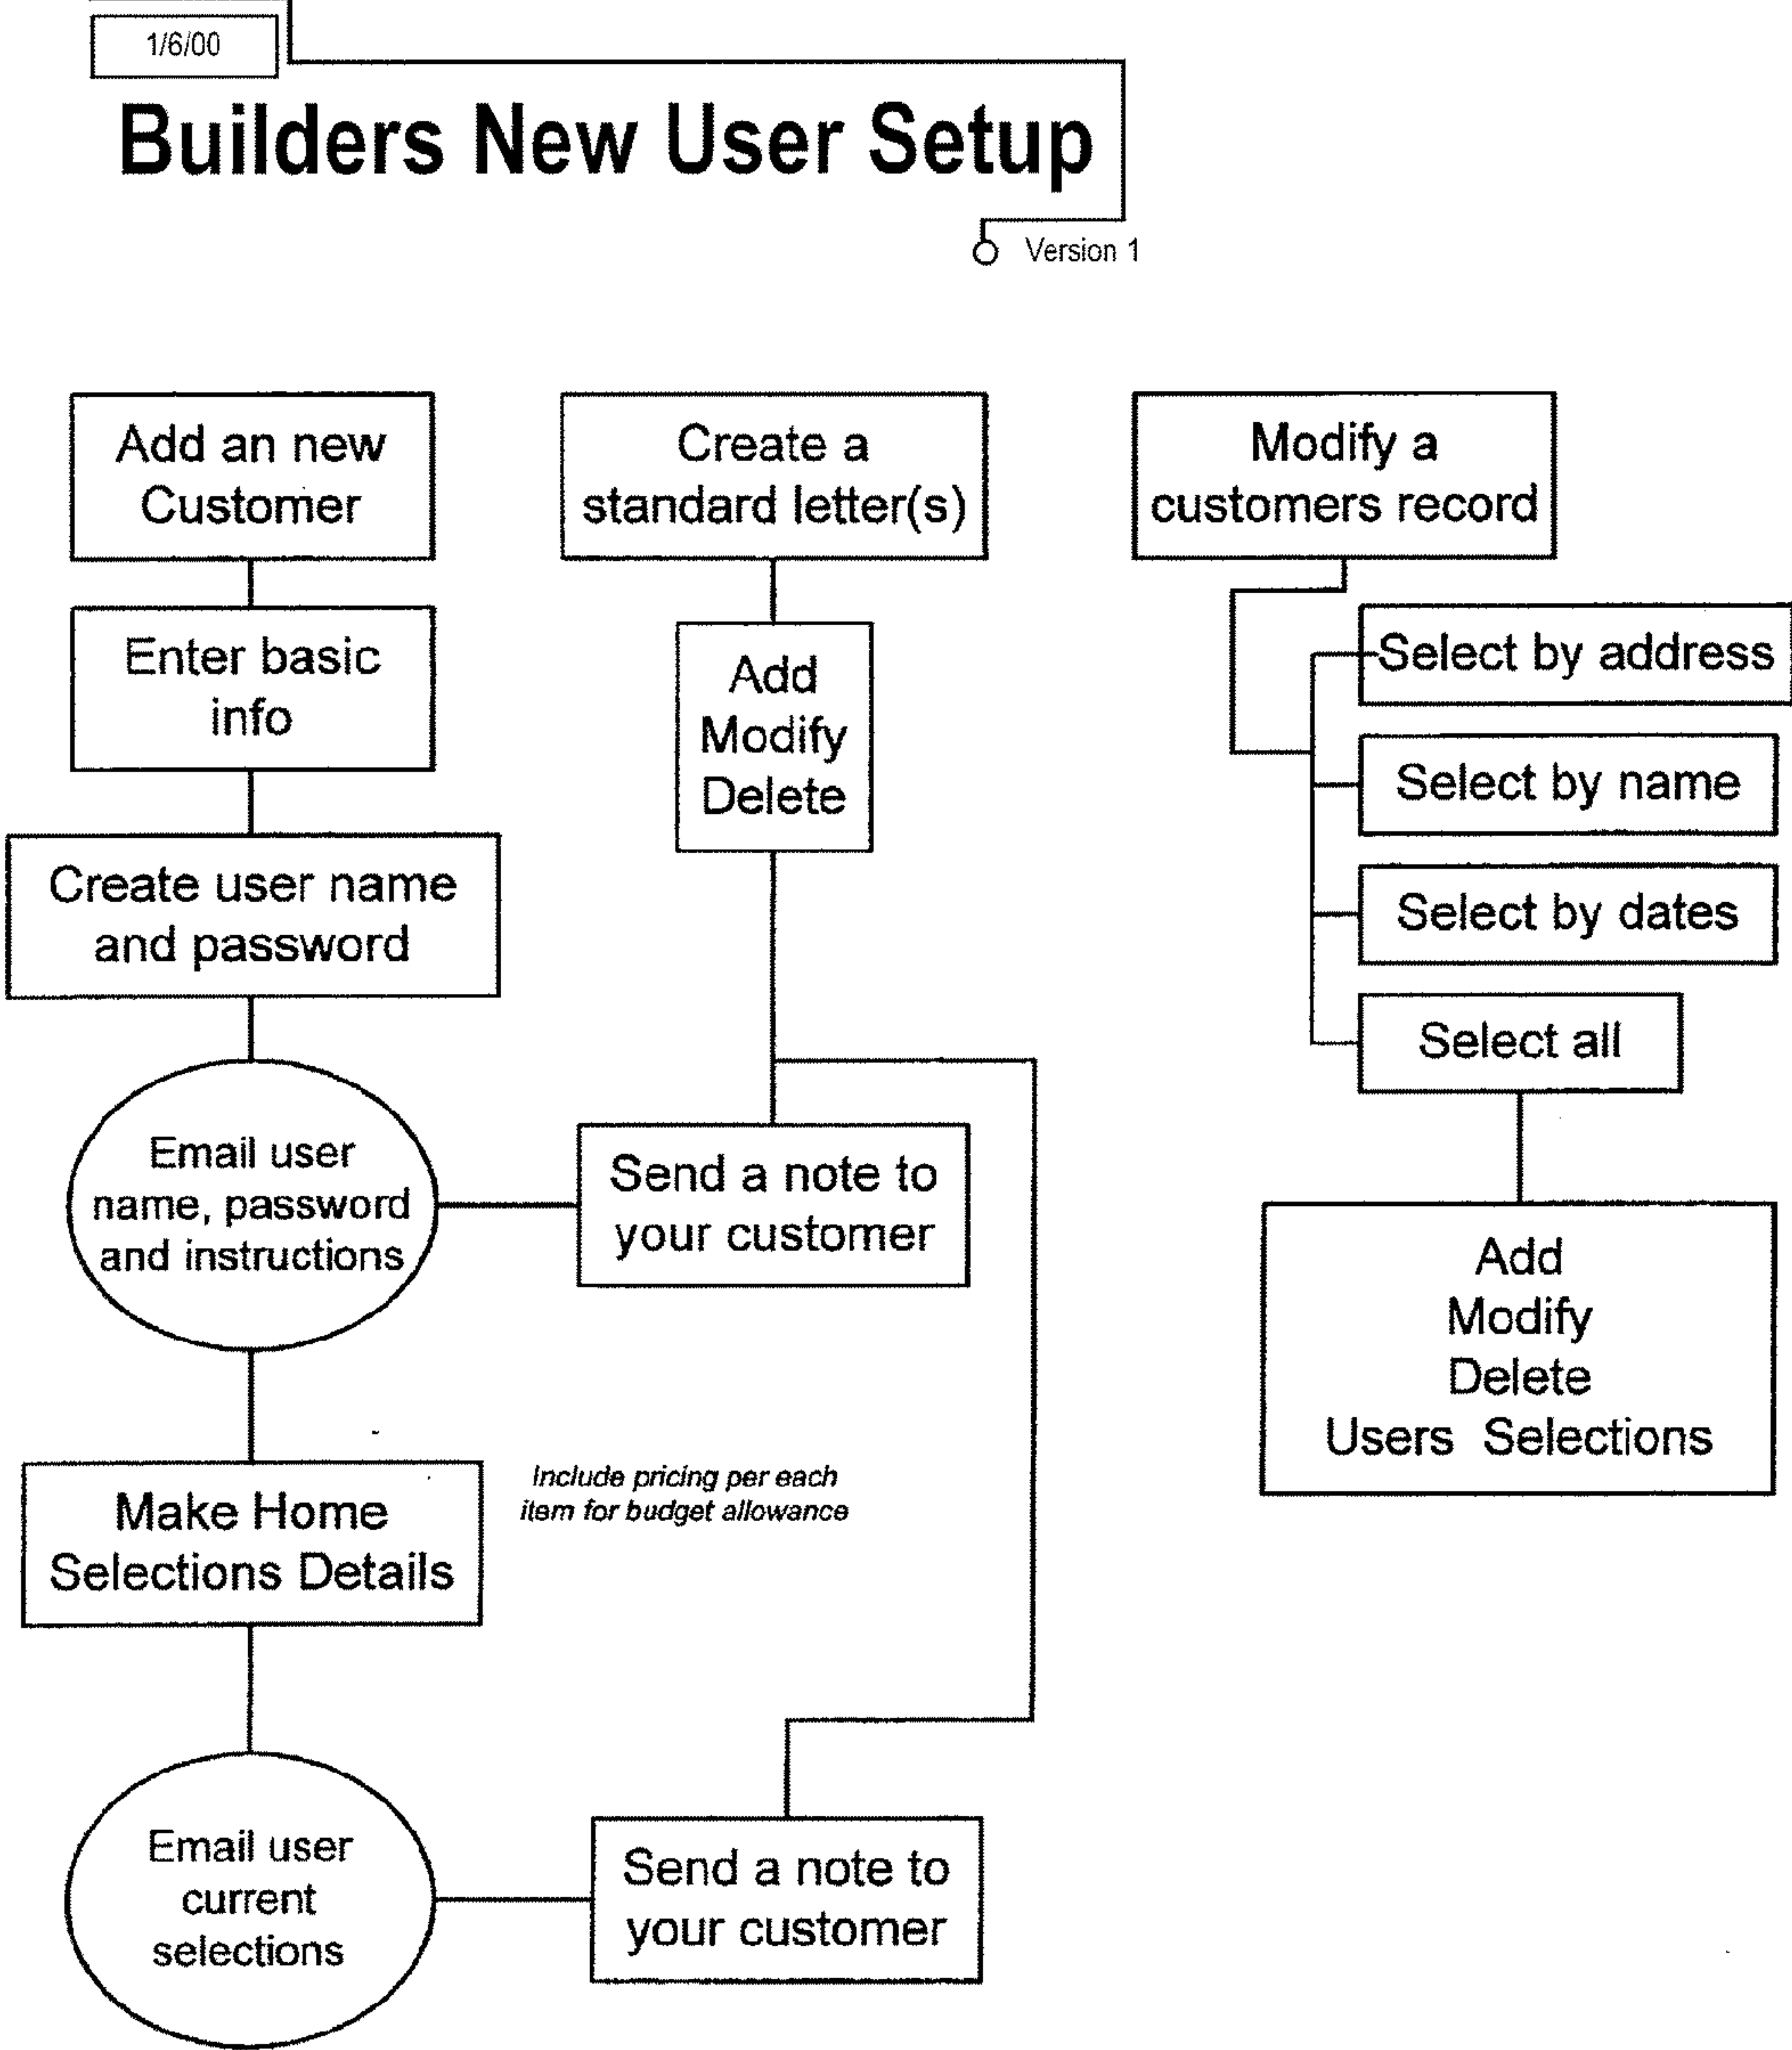 1/6/00
Builders New User Setup
Version 1
Add an new
Customer
Enter basic
info
Create user name
and password
Email user
name, password
and instructions
Make Home
Selections Details
Include pricing per each
item for budget allowance
Email user
current
selections
Create a
standard letter(s)
Add
Modify
Delete
Send a note to
your customer
Send a note to
your customer
Modify a
customers record
Select by address
Select by name
Select by dates
Select all
Add
Modify
Delete
Users Selections